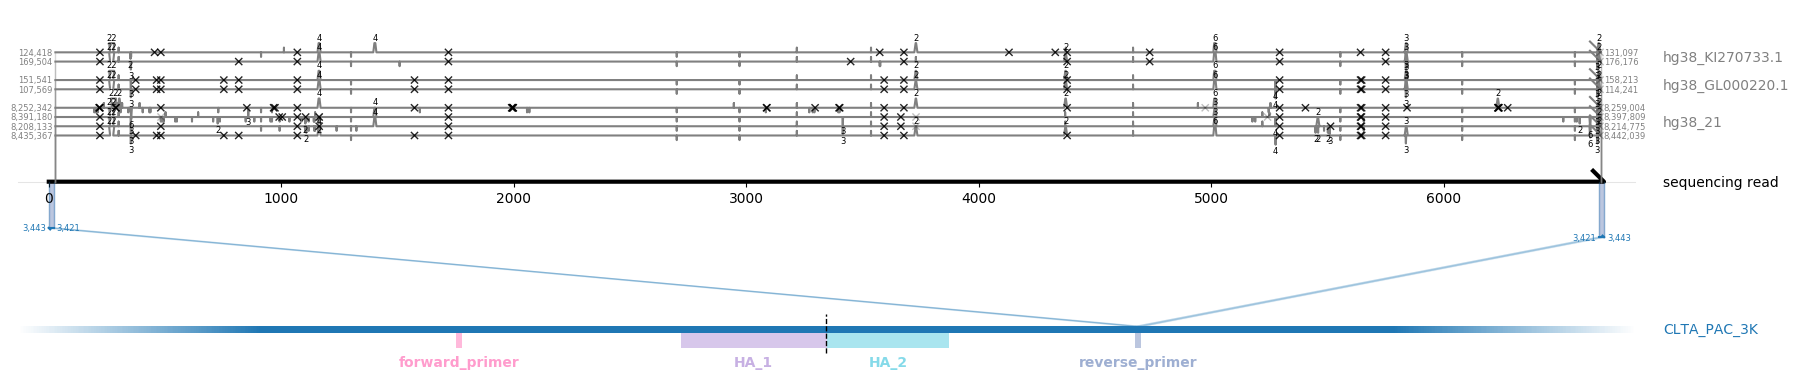 124,418 131,097
169,504 176,176 hg38_KI270733.1
151,541 158,213
107,569 114,241 hg38_GL000220.1
8,252,342 8,259,004
8,391,180 8,397,809 hg38_21
8,208,133 8,214,775
8,435,367 8,442,039
sequencing read
0 1000 2000 3000 4000 5000 6000
3,443 3,421 3,421 3,443
CLTA_PAC_3K
forward_primer HA_1 HA_2 reverse_primer